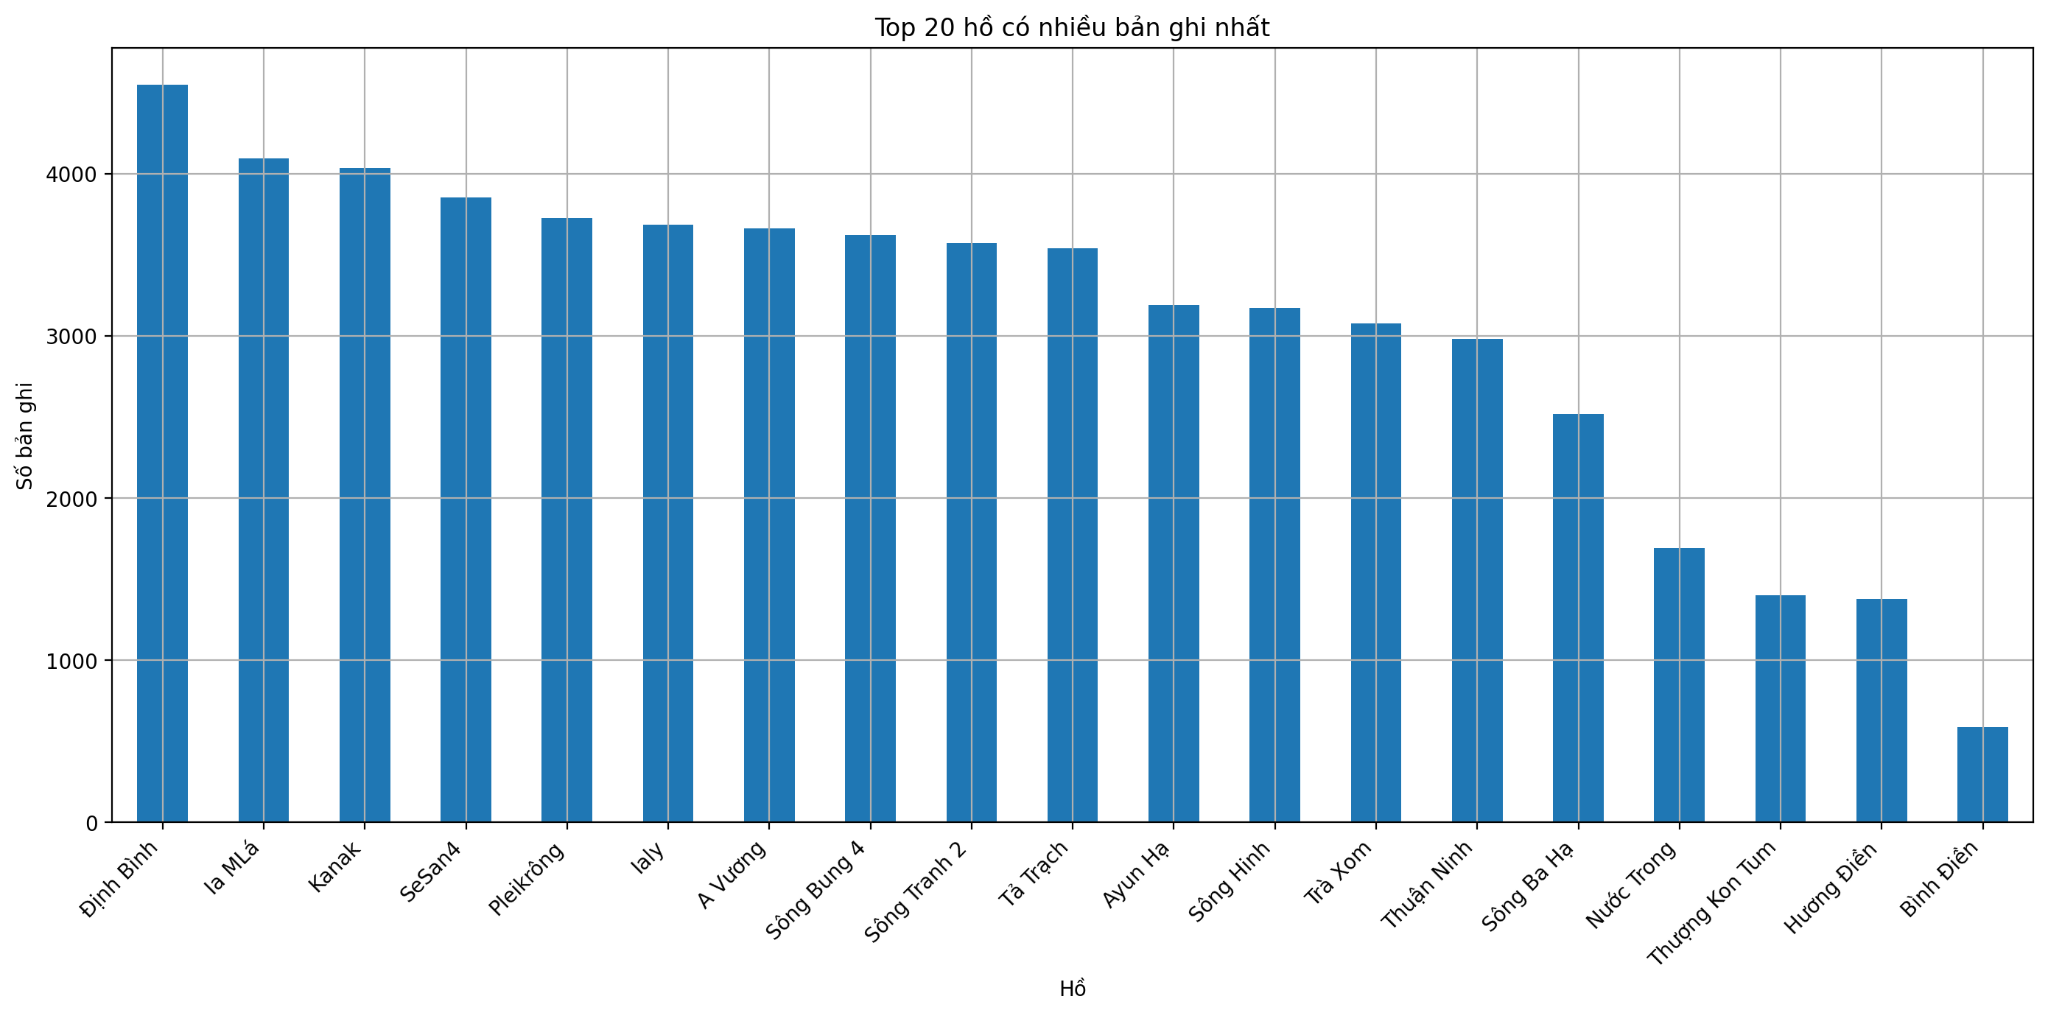 Top 20 hồ có nhiều bản ghi nhất
Số bản ghi
4000
3000
2000
1000
0
Định Bình
Ia MLá
Kanak
SeSan4
Pleikrông
Ialy
A Vương
Sông Bung 4
Sông Tranh 2
Tả Trạch
Ayun Hạ
Sông Hinh
Trà Xom
Thuận Ninh
Sông Ba Hạ
Nước Trong
Thượng Kon Tum
Hương Điền
Bình Điền
Hồ